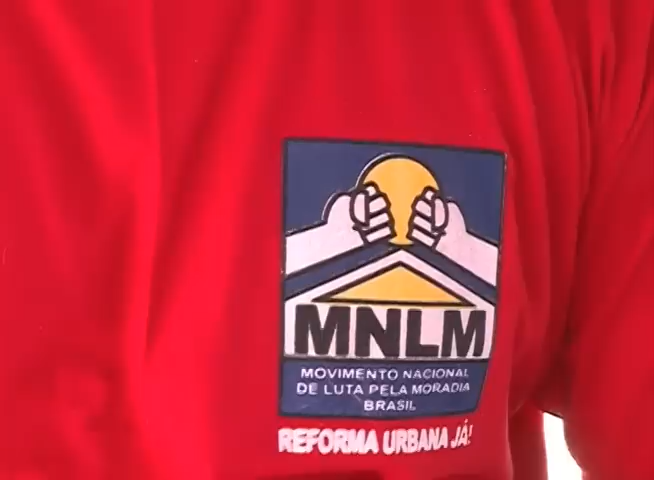 MNLM
MOVIMENTO NACIONAL
DE LUTA PELA MORADIA
BRASIL
REFORMA URBANA JÁ!